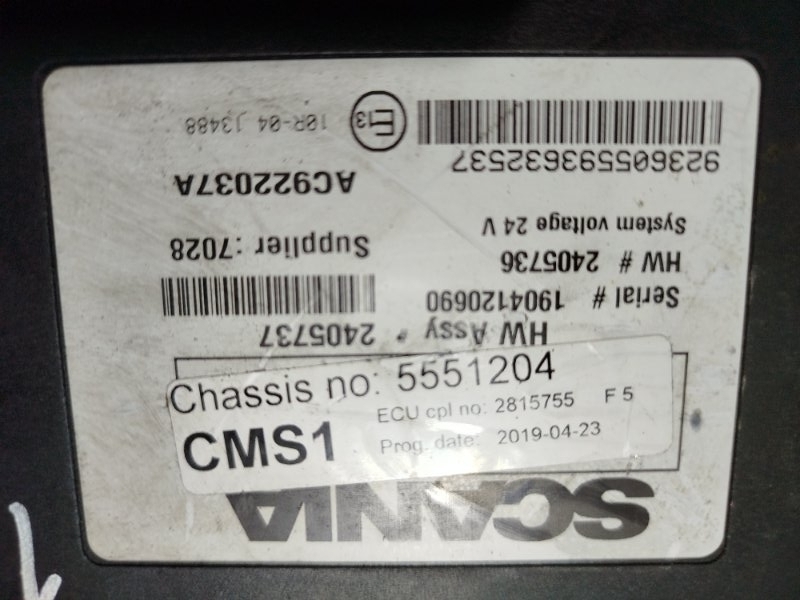 SCANIA
Chassis no: 5551204
ECU cpl no: 2815755 F 5
CMS1
Prog. date: 2019-04-23
HW Assy # 2405737
Serial # 1904120690
HW # 2405736
Supplier: 7028
System voltage 24 V
AC922037A
923605593632537
E13
10R-04 13488